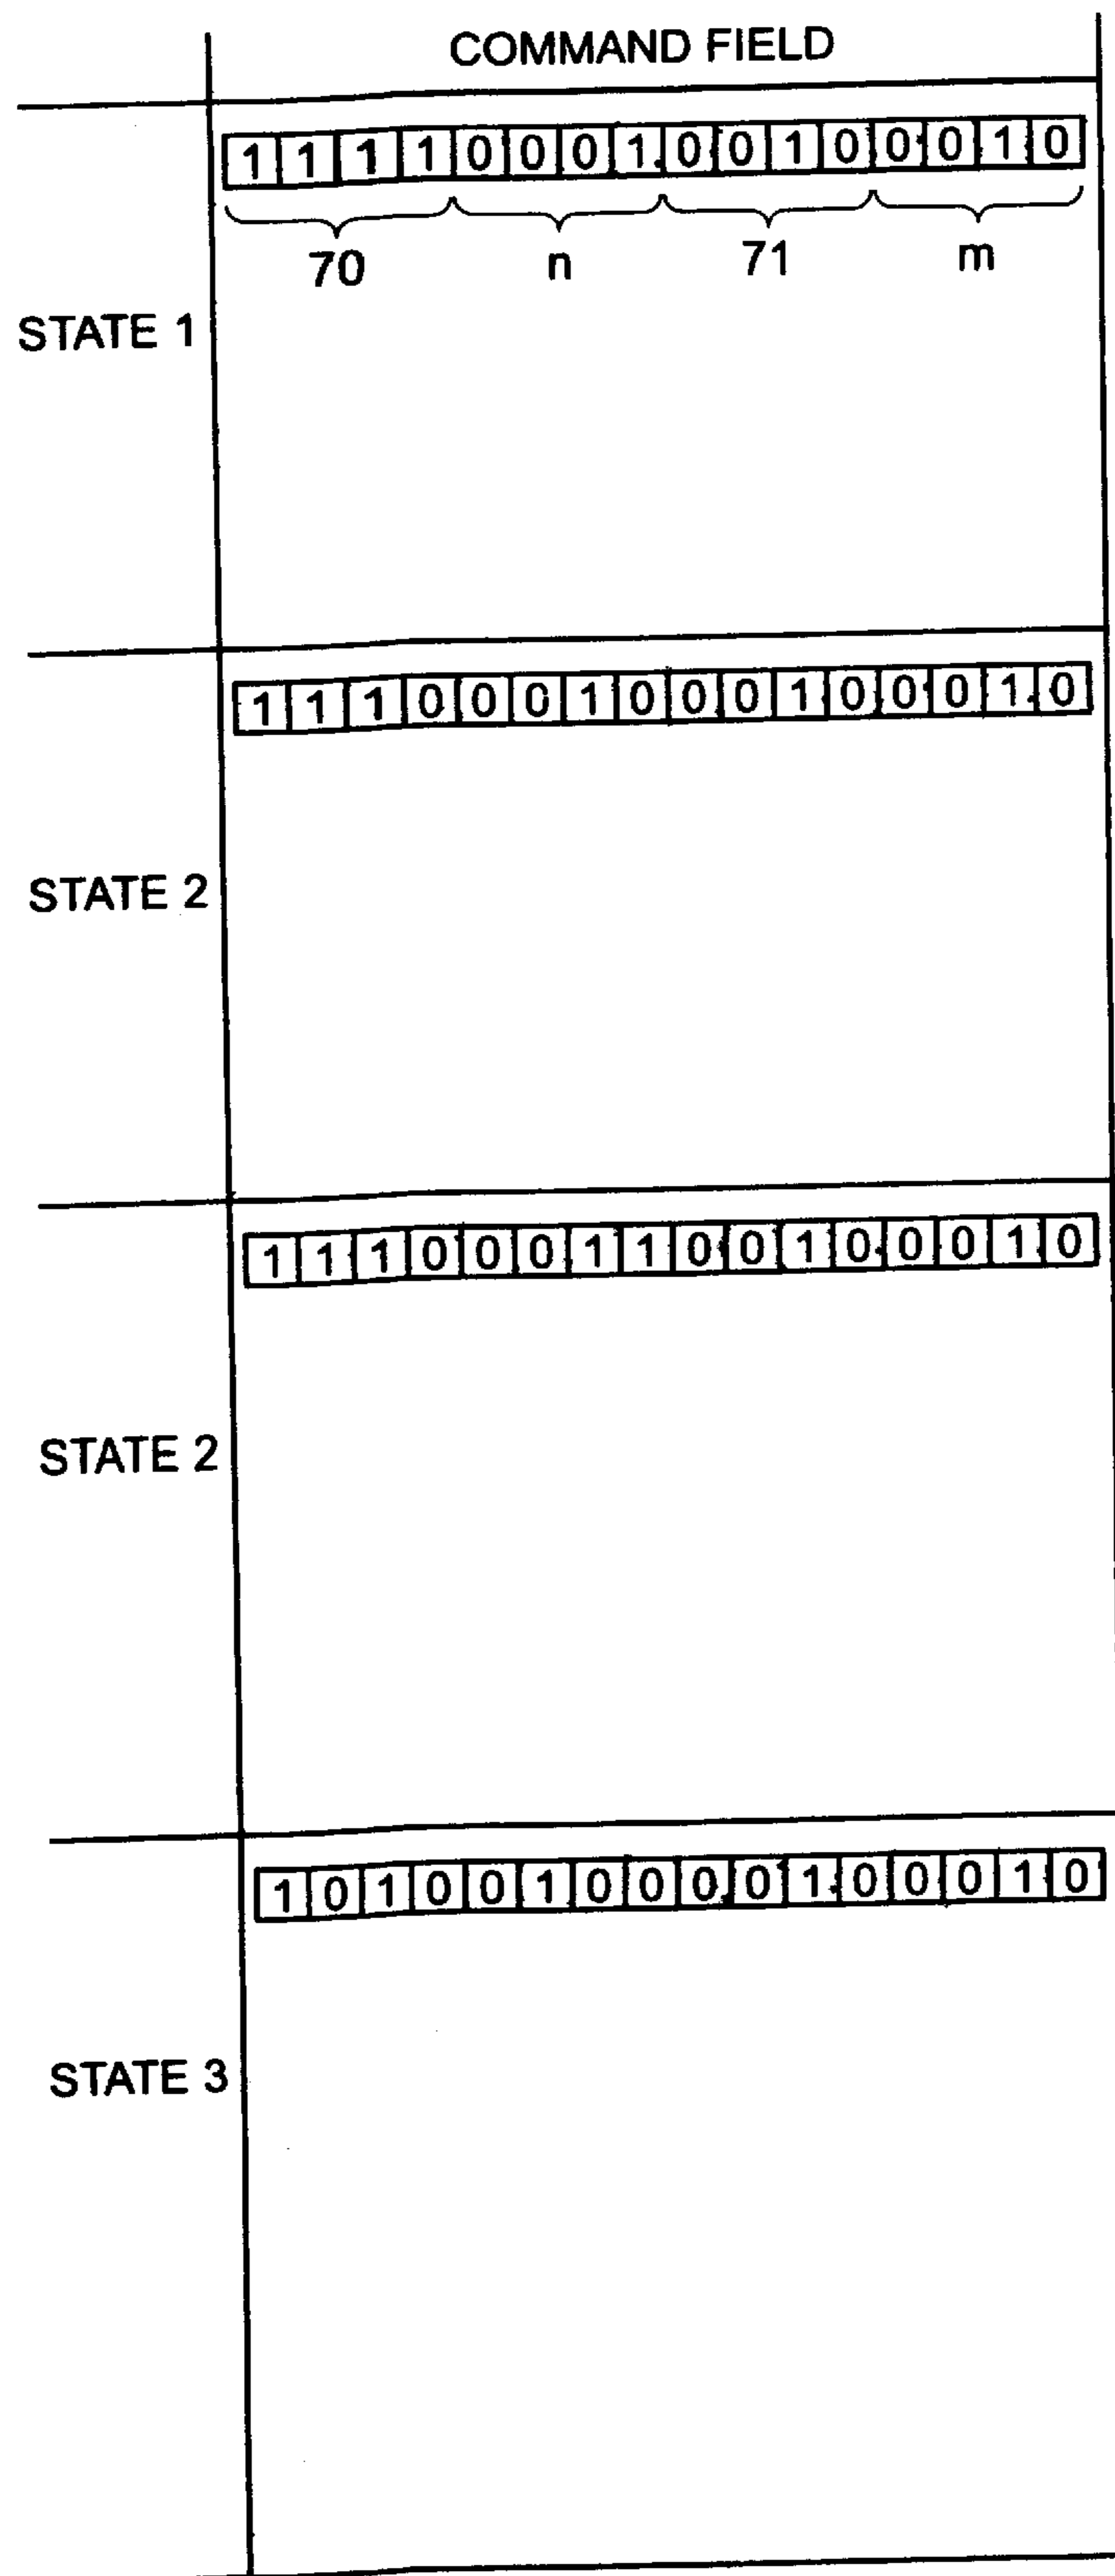 COMMAND FIELD
1 1 1 1 0 0 0 1 0 0 1 0 0 0 1 0
70 n 71 m
STATE 1
1 1 1 0 0 0 1 0 0 0 1 0 0 0 1 0
STATE 2
1 1 1 0 0 0 1 1 0 0 1 0 0 0 1 0
STATE 2
1 0 1 0 0 1 0 0 0 0 1 0 0 0 1 0
STATE 3